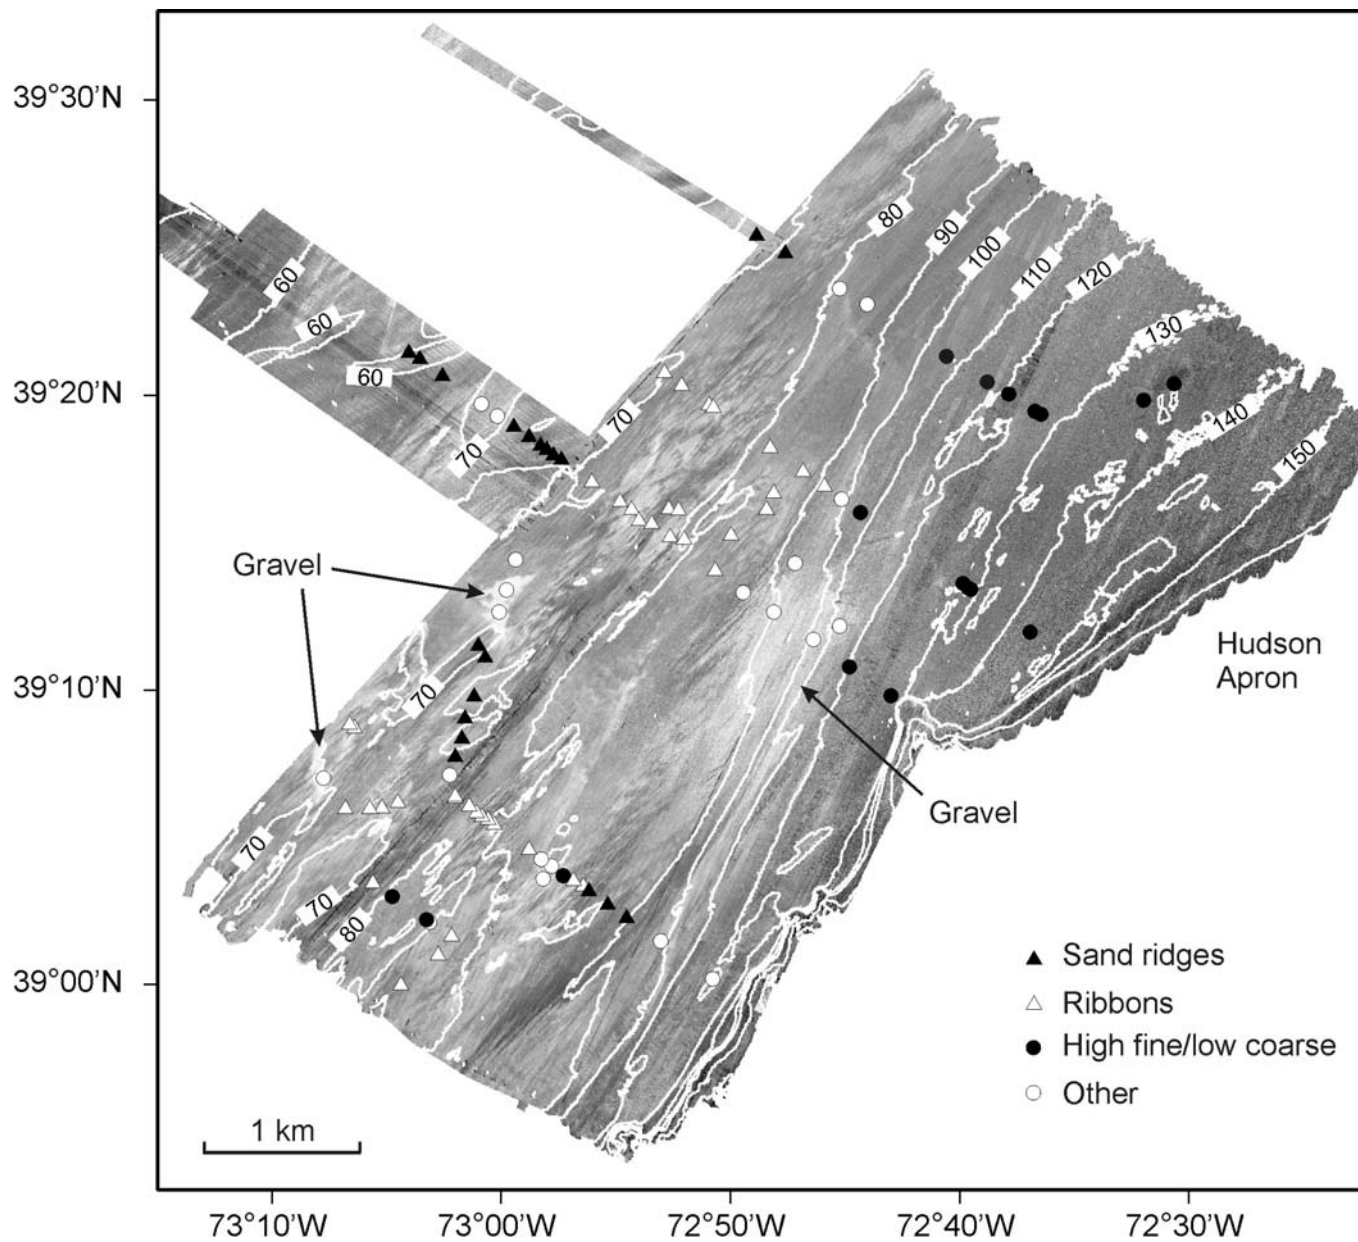 39°30'N
80
90
100
110
120
60
60
130
60
39°20'N
70
140
70
150
Gravel
Hudson
Apron
39°10'N
70
Gravel
70
70
80
Sand ridges
39°00'N
Ribbons
High fine/low coarse
Other
1 km
73°10'W
73°00'W
72°50'W
72°40'W
72°30'W